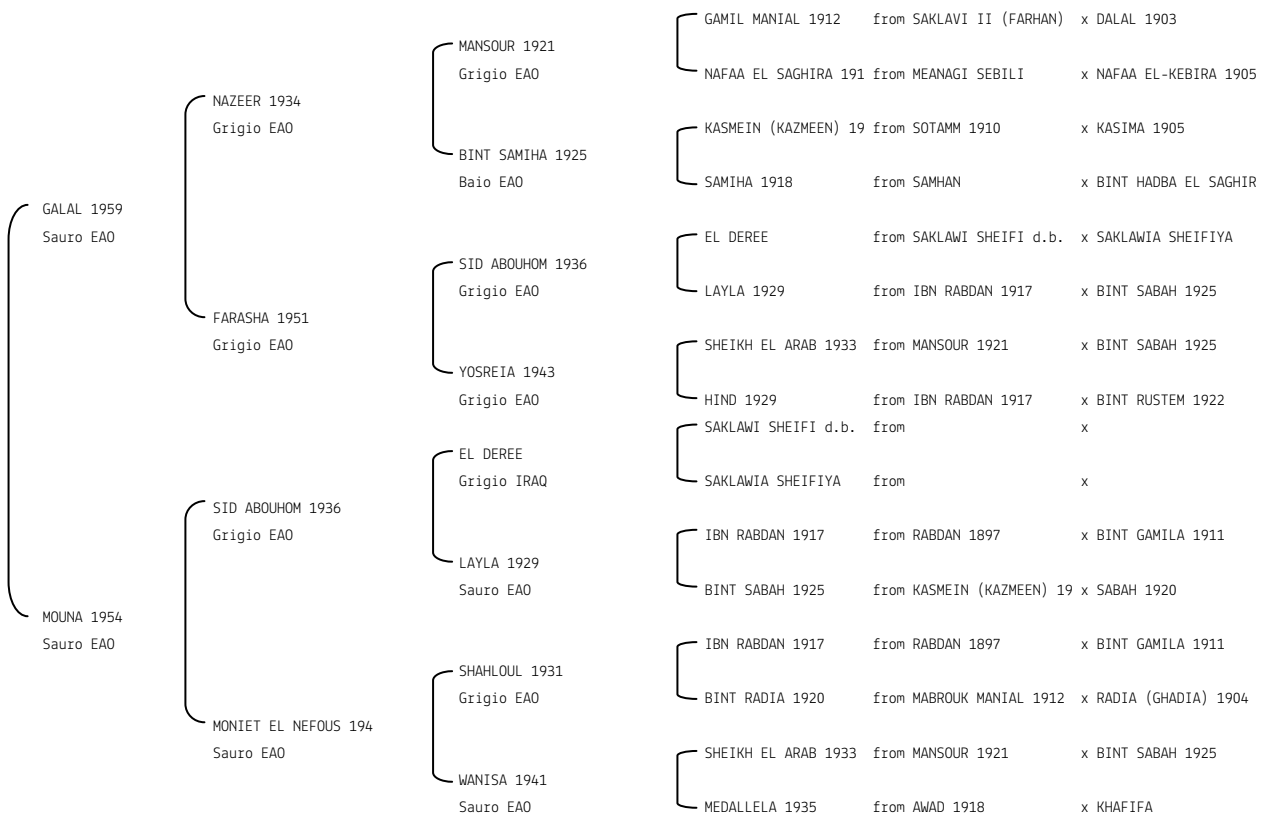 GAMIL MANIAL 1912 from SAKLAVI II (FARHAN) x DALAL 1903
MANSOUR 1921
Grigio EAO
NAFAA EL SAGHIRA 191 from MEANAGI SEBILI x NAFAA EL-KEBIRA 1905
NAZEER 1934
Grigio EAO
KASMEIN (KAZMEEN) 19 from SOTAMM 1910 x KASIMA 1905
BINT SAMIHA 1925
Baio EAO
SAMIHA 1918 from SAMHAN x BINT HADBA EL SAGHIR
GALAL 1959
Sauro EAO
EL DEREE from SAKLAWI SHEIFI d.b. x SAKLAWIA SHEIFIYA
SID ABOUHOM 1936
Grigio EAO
LAYLA 1929 from IBN RABDAN 1917 x BINT SABAH 1925
FARASHA 1951
Grigio EAO
SHEIKH EL ARAB 1933 from MANSOUR 1921 x BINT SABAH 1925
YOSREIA 1943
Grigio EAO
HIND 1929 from IBN RABDAN 1917 x BINT RUSTEM 1922
SAKLAWI SHEIFI d.b. from x
EL DEREE
Grigio IRAQ
SAKLAWIA SHEIFIYA from x
SID ABOUHOM 1936
Grigio EAO
IBN RABDAN 1917 from RABDAN 1897 x BINT GAMILA 1911
LAYLA 1929
Sauro EAO
BINT SABAH 1925 from KASMEIN (KAZMEEN) 19 x SABAH 1920
MOUNA 1954
Sauro EAO
IBN RABDAN 1917 from RABDAN 1897 x BINT GAMILA 1911
SHAHLOUL 1931
Grigio EAO
BINT RADIA 1920 from MABROUK MANIAL 1912 x RADIA (GHADIA) 1904
MONIET EL NEFOUS 194
Sauro EAO
SHEIKH EL ARAB 1933 from MANSOUR 1921 x BINT SABAH 1925
WANISA 1941
Sauro EAO
MEDALLELA 1935 from AWAD 1918 x KHAFIFA